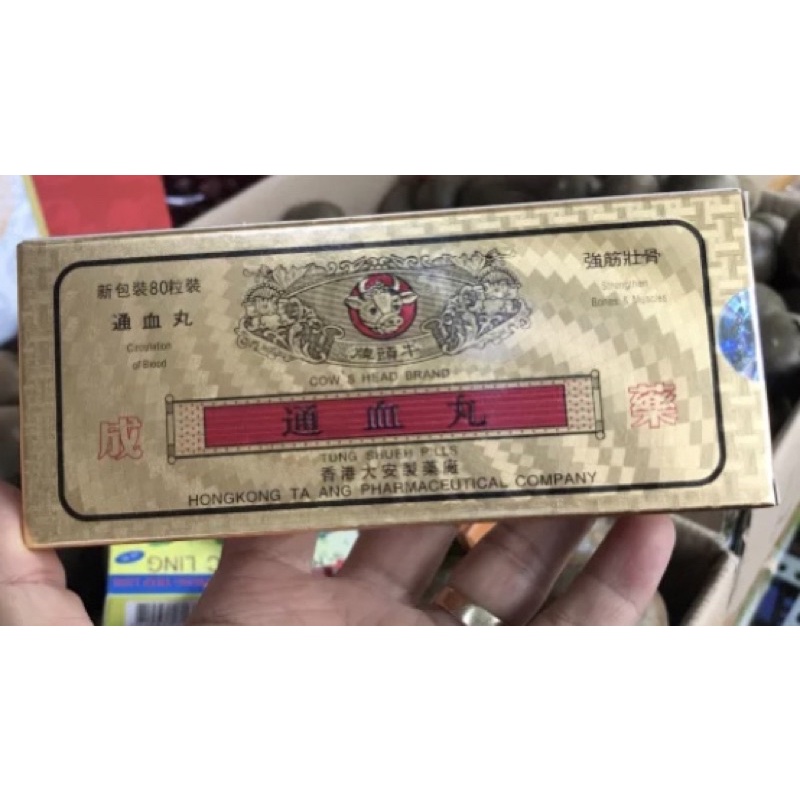 新包裝80粒裝
通血丸
Circulation
of Blood
強筋壯骨
Strengthen
Bones & Muscles
牌頭牛
COW'S HEAD BRAND
通血丸
成
藥
TUNG SHUEH PILLS
香港大安製藥廠
HONGKONG TA ANG PHARMACEUTICAL COMPANY
C LING